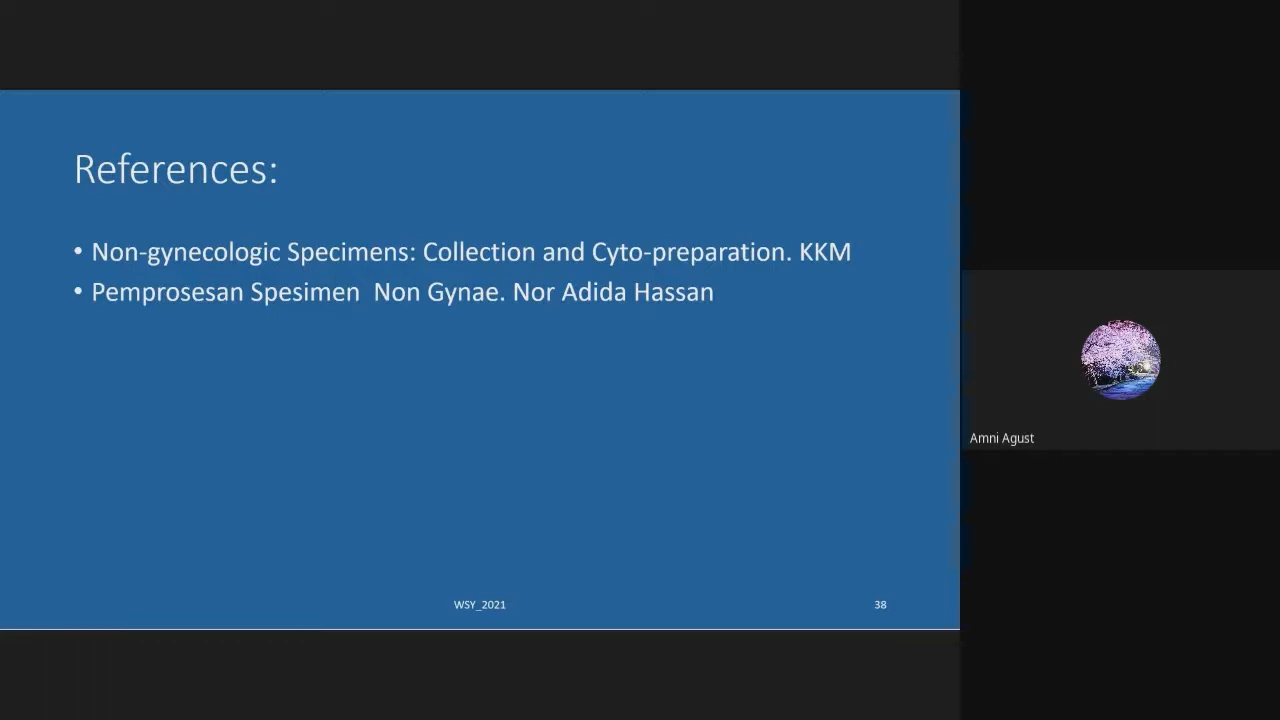 References:
• Non-gynecologic Specimens: Collection and Cyto-preparation. KKM
• Pemprosesan Spesimen  Non Gynae. Nor Adida Hassan
WSY_2021
38
Amni Agust